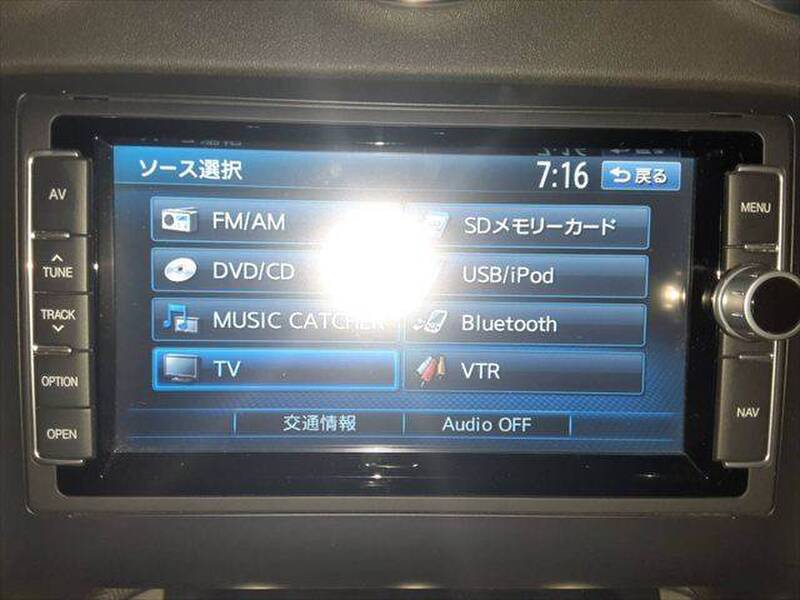 ソース選択 7:16 戻る
FM/AM SDメモリーカード
DVD/CD USB/iPod
MUSIC CATCHER Bluetooth
TV VTR
交通情報 Audio OFF
AV
TUNE
TRACK
OPTION
OPEN
MENU
NAV